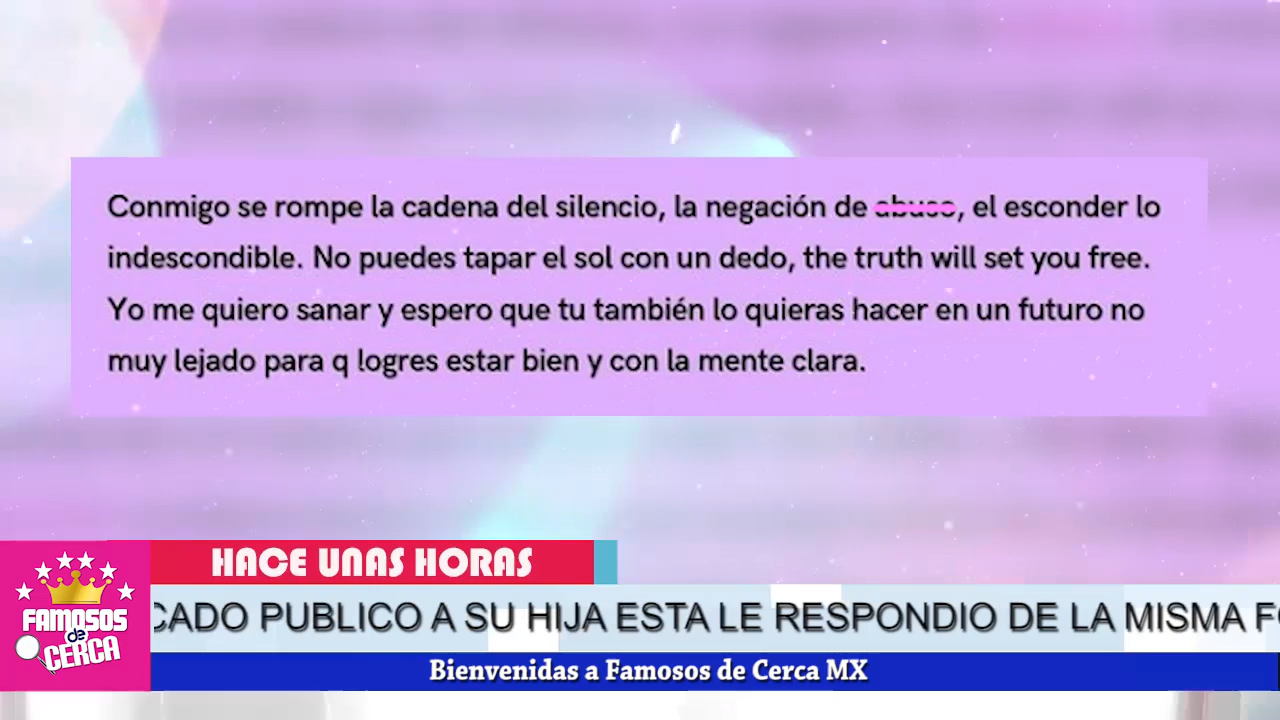 Conmigo se rompe la cadena del silencio, la negación de abuso, el esconder lo
indescondible. No puedes tapar el sol con un dedo, the truth will set you free.
Yo me quiero sanar y espero que tu también lo quieras hacer en un futuro no
muy lejado para q logres estar bien y con la mente clara.
HACE UNAS HORAS
CADO PUBLICO A SU HIJA ESTA LE RESPONDIO DE LA MISMA
FAMOSOS
de
CERCA
Bienvenidas a Famosos de Cerca MX